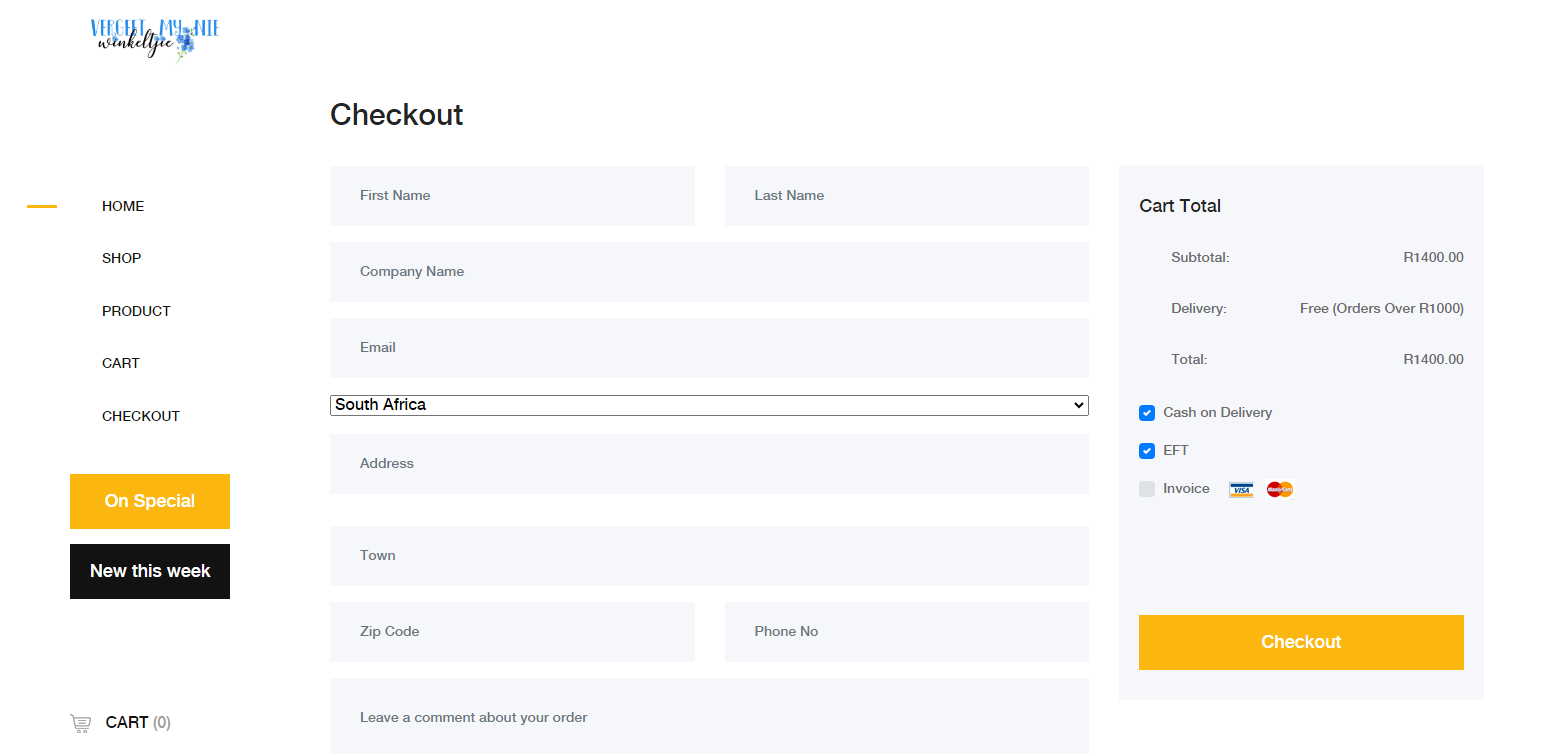 VERGEET MY NIE
winkeltjie
Checkout
HOME
SHOP
PRODUCT
CART
CHECKOUT
On Special
New this week
CART (0)
First Name
Last Name
Company Name
Email
South Africa
Address
Town
Zip Code
Phone No
Leave a comment about your order
Cart Total
Subtotal: R1400.00
Delivery: Free (Orders Over R1000)
Total: R1400.00
Cash on Delivery
EFT
Invoice VISA MasterCard
Checkout